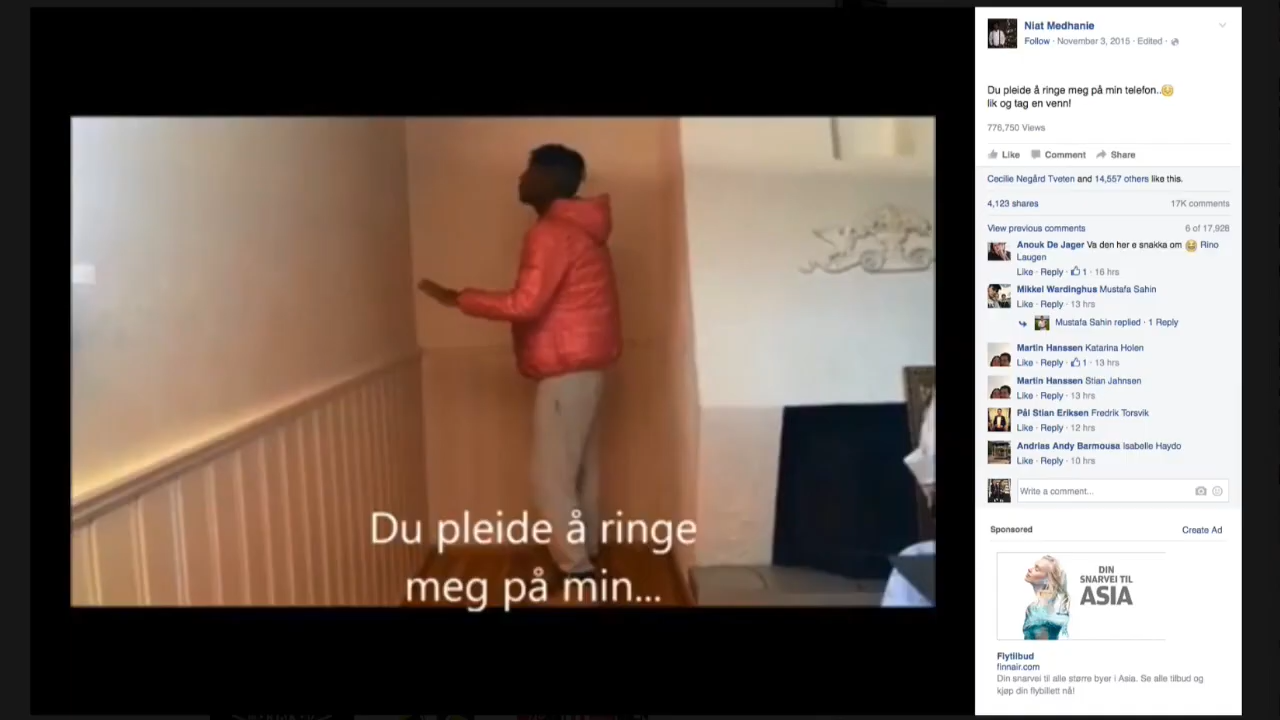 Niat Medhanie
Follow · November 3, 2015 · Edited ·
Du pleide å ringe meg på min telefon..
lik og tag en venn!
776,750 Views
Like Comment Share
Cecilie Negård Tveten and 14,557 others like this.
4,123 shares 17K comments
View previous comments 6 of 17,928
Anouk De Jager Va den her e snakka om Rino
Laugen
Like · Reply · 1 · 16 hrs
Mikkel Wardinghus Mustafa Sahin
Like · Reply · 13 hrs
Mustafa Sahin replied · 1 Reply
Martin Hanssen Katarina Holen
Like · Reply · 1 · 13 hrs
Martin Hanssen Stian Jahnsen
Like · Reply · 13 hrs
Pål Stian Eriksen Fredrik Torsvik
Like · Reply · 12 hrs
Andrias Andy Barmousa Isabelle Haydo
Like · Reply · 10 hrs
Write a comment...
Sponsored Create Ad
DIN
SNARVEI TIL
ASIA
Flytilbud
finnair.com
Din snarvei til alle større byer i Asia. Se alle tilbud og
kjøp din flybillett nå!
Du pleide å ringe
meg på min...